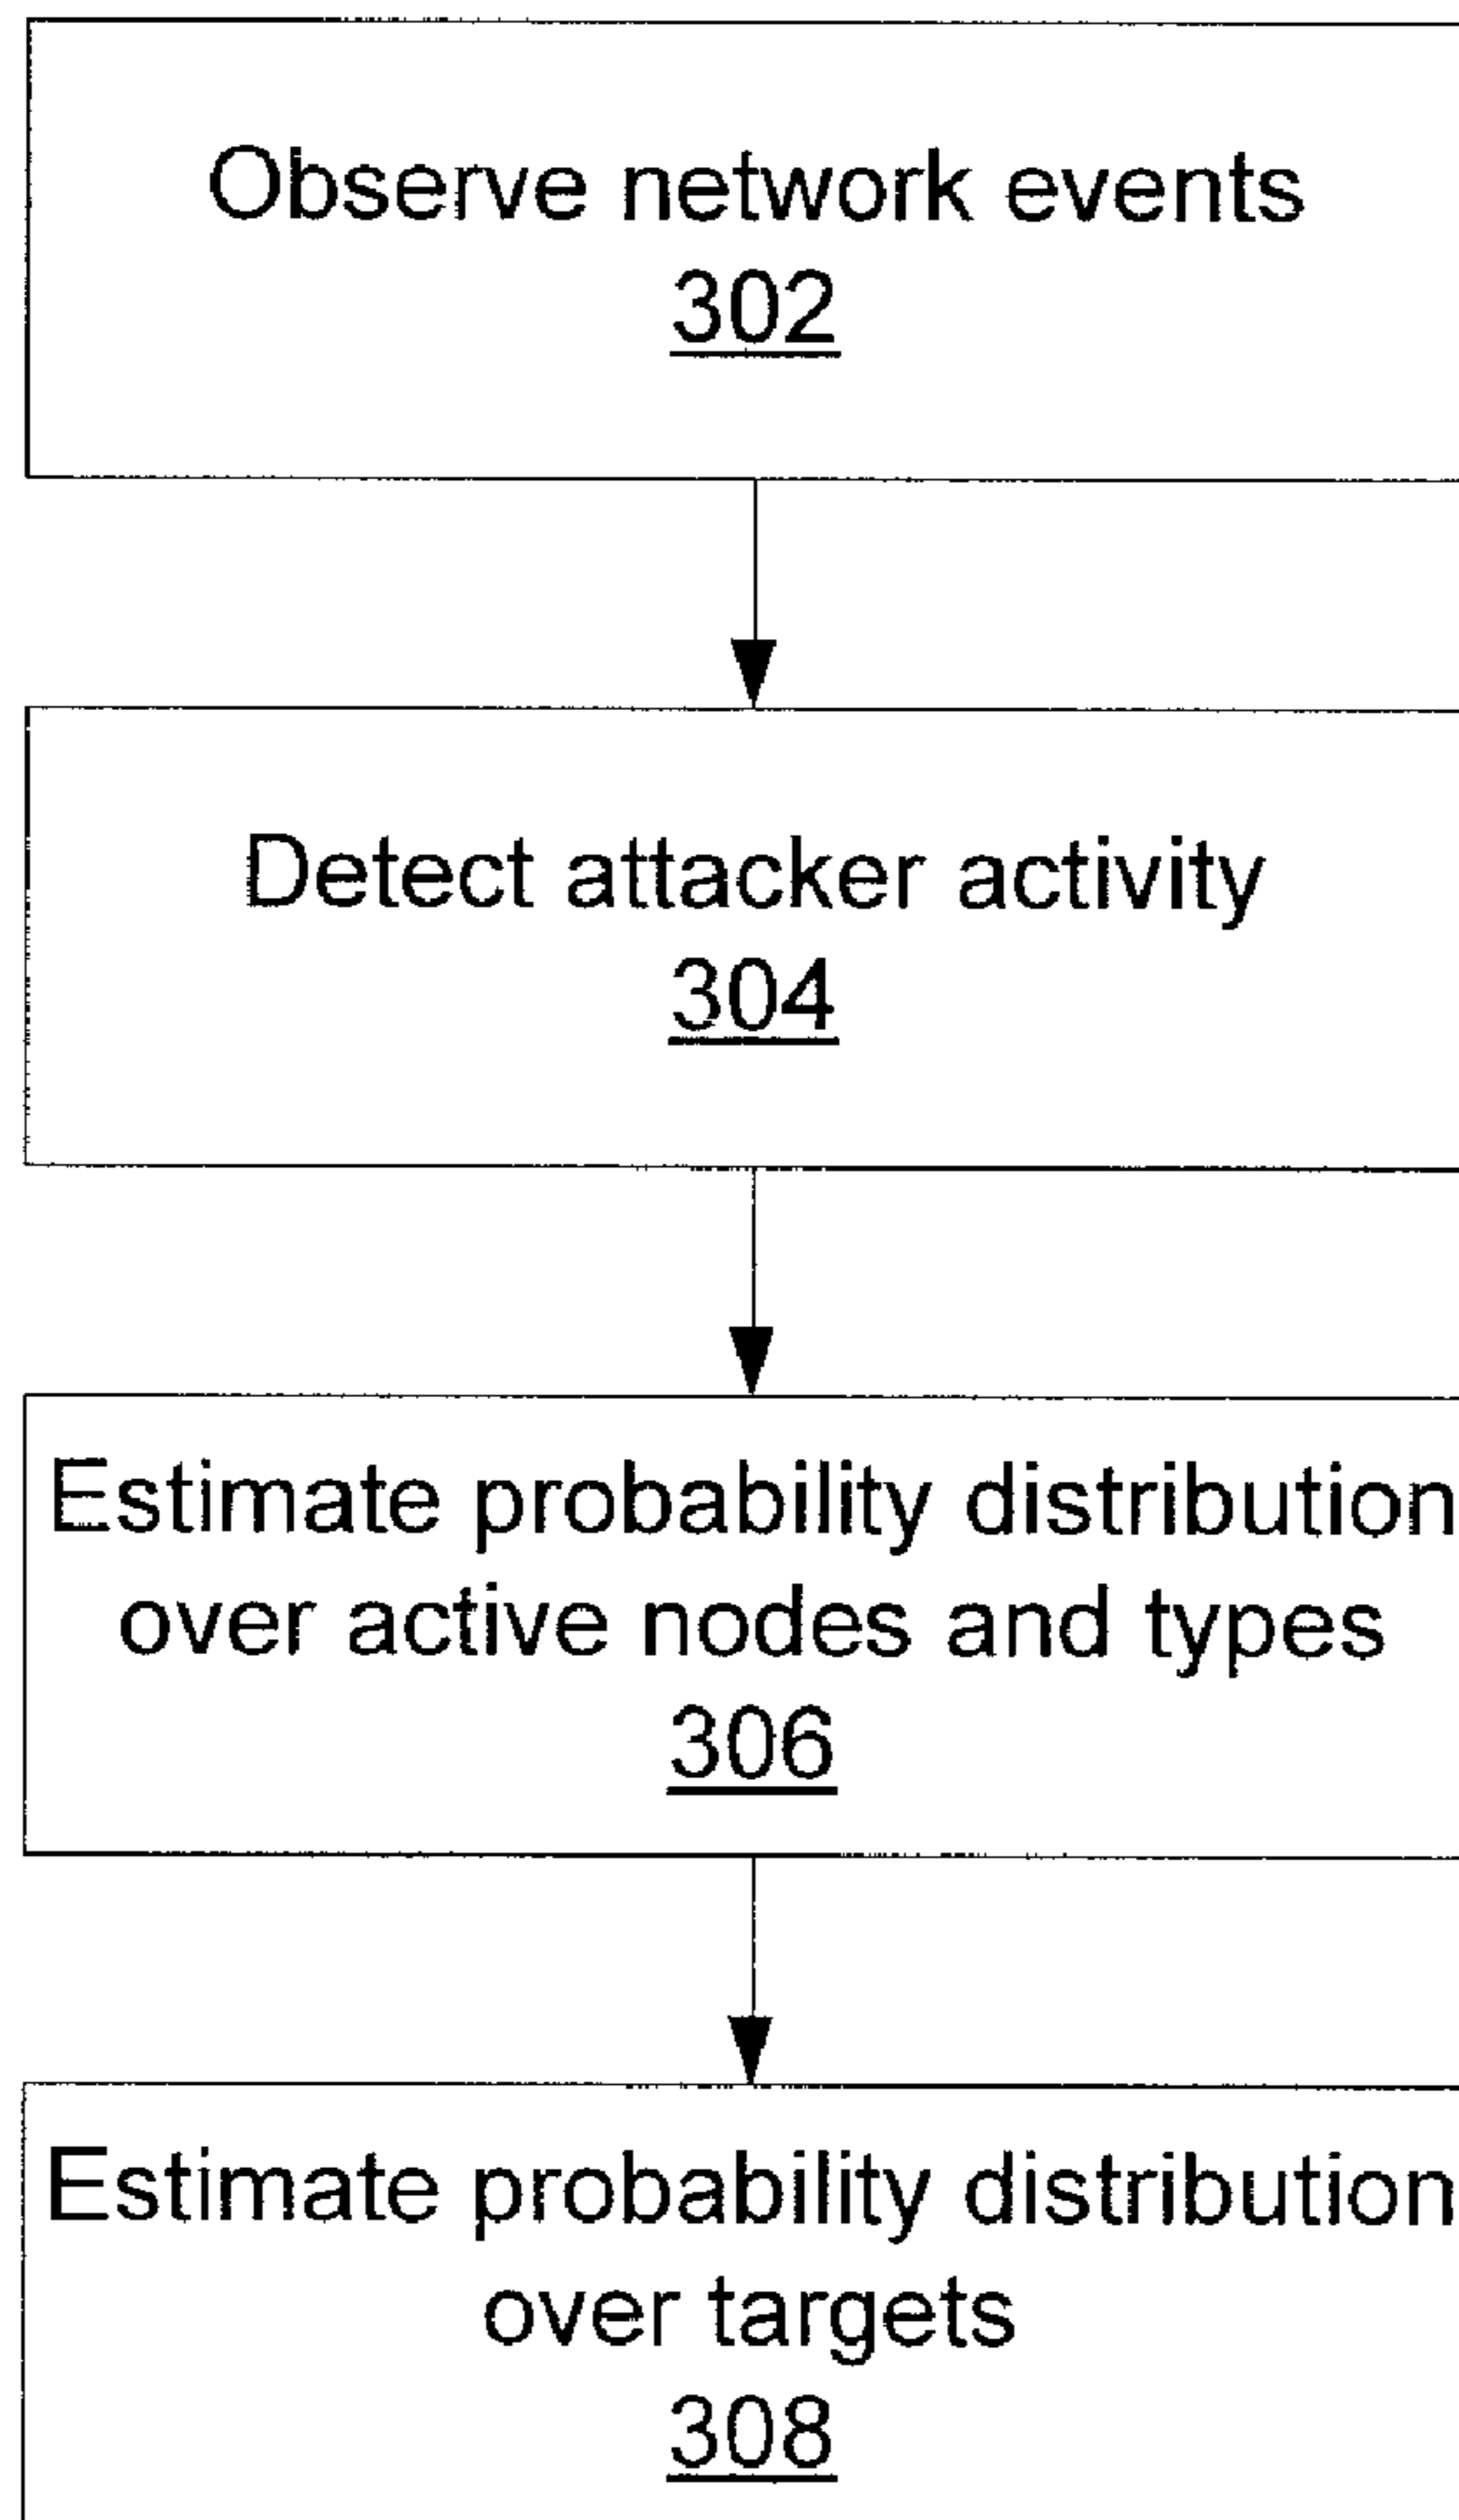 Observe network events
302
Detect attacker activity
304
Estimate probability distribution
over active nodes and types
306
Estimate probability distribution
over targets
308